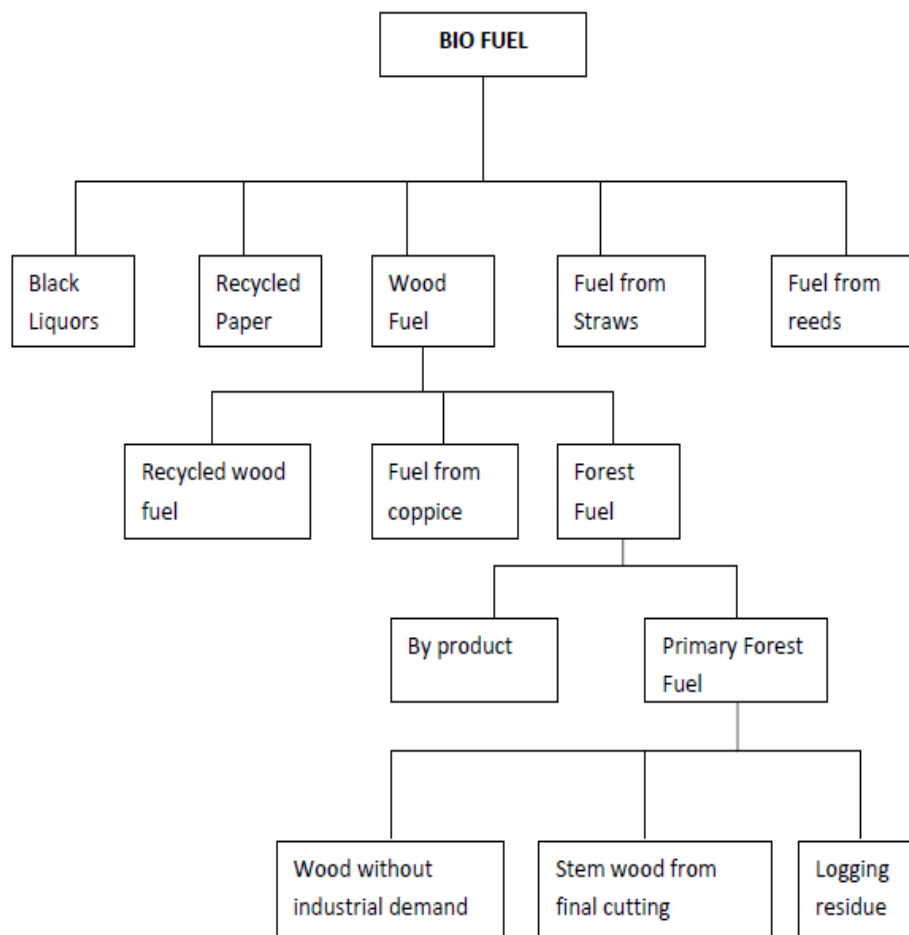 BIO FUEL
Black
Liquors
Recycled
Paper
Wood
Fuel
Fuel from
Straws
Fuel from
reeds
Recycled wood
fuel
Fuel from
coppice
Forest
Fuel
By product
Primary Forest
Fuel
Wood without
industrial demand
Stem wood from
final cutting
Logging
residue